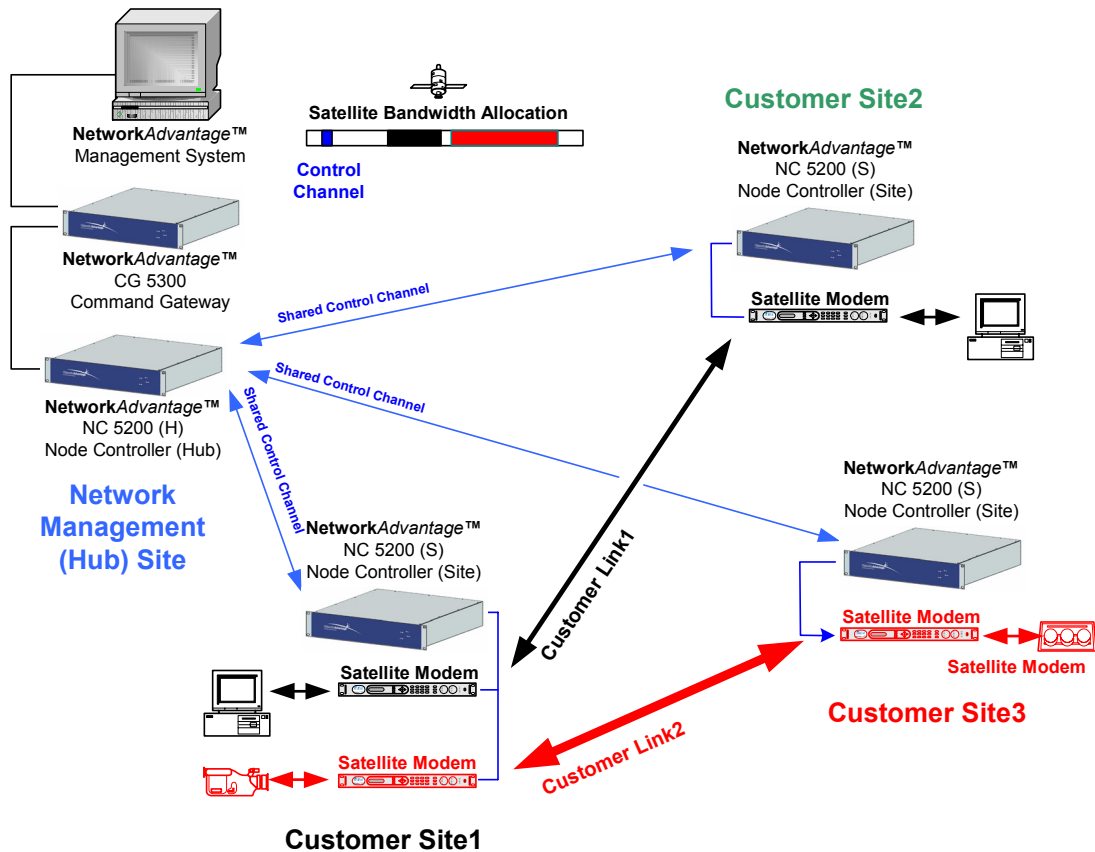 NetworkAdvantage™
Management System
Satellite Bandwidth Allocation
Control
Channel
Customer Site2
NetworkAdvantage™
NC 5200 (S)
Node Controller (Site)
NetworkAdvantage™
CG 5300
Command Gateway
Shared Control Channel
Satellite Modem
Shared Control Channel
NetworkAdvantage™
NC 5200 (H)
Node Controller (Hub)
Shared Control Channel
Network
Management
(Hub) Site
NetworkAdvantage™
NC 5200 (S)
Node Controller (Site)
Customer Link1
NetworkAdvantage™
NC 5200 (S)
Node Controller (Site)
Satellite Modem
Satellite Modem
Satellite Modem
Satellite Modem
Customer Link2
Customer Site3
Customer Site1